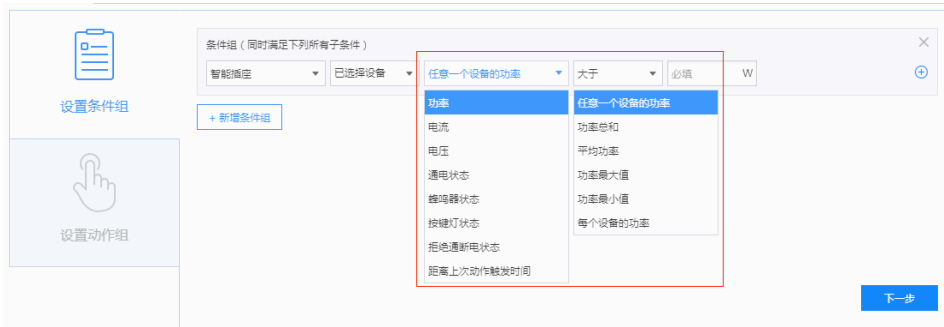 条件组（同时满足下列所有子条件）
智能插座 已选择设备 任意一个设备的功率 大于 必填 W
设置条件组
功率 任意一个设备的功率
+ 新增条件组
电流 功率总和
电压 平均功率
通电状态 功率最大值
蜂鸣器状态 功率最小值
按键灯状态 每个设备的功率
设置动作组
拒绝通断电状态
距离上次动作触发时间
下一步